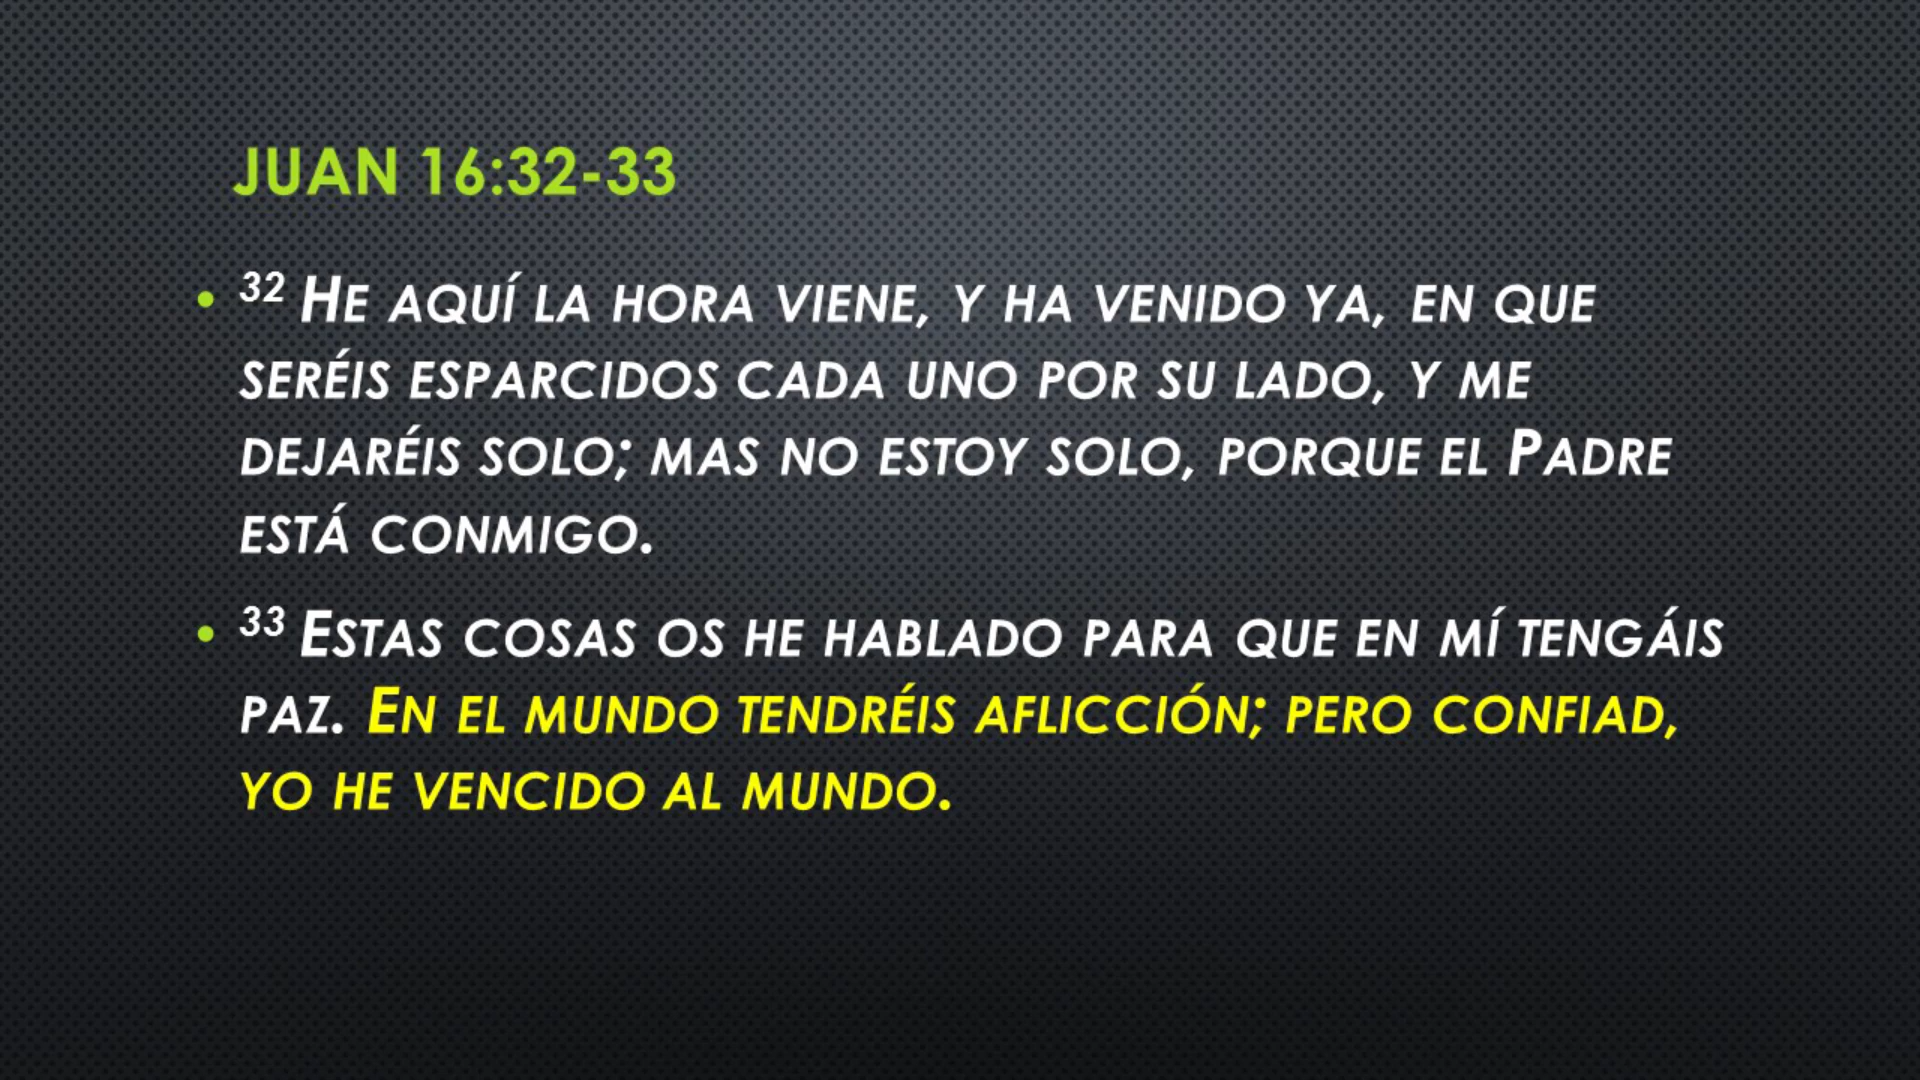 JUAN 16:32-33
• 32 HE AQUÍ LA HORA VIENE, Y HA VENIDO YA, EN QUE
SERÉIS ESPARCIDOS CADA UNO POR SU LADO, Y ME
DEJARÉIS SOLO; MAS NO ESTOY SOLO, PORQUE EL PADRE
ESTÁ CONMIGO.
• 33 ESTAS COSAS OS HE HABLADO PARA QUE EN MÍ TENGÁIS
PAZ. EN EL MUNDO TENDRÉIS AFLICCIÓN; PERO CONFIAD,
YO HE VENCIDO AL MUNDO.